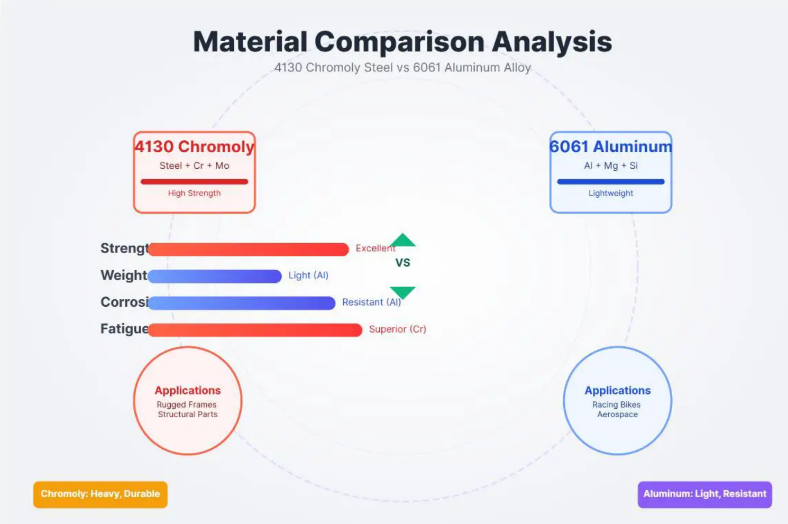 Material Comparison Analysis
4130 Chromoly Steel vs 6061 Aluminum Alloy
4130 Chromoly
Steel + Cr + Mo
High Strength
6061 Aluminum
Al + Mg + Si
Lightweight
Strengt
Excellent
VS
Weight
Light (Al)
Corrosi
Resistant (Al)
Fatigue
Superior (Cr)
Applications
Rugged Frames
Structural Parts
Applications
Racing Bikes
Aerospace
Chromoly: Heavy, Durable
Aluminum: Light, Resistant